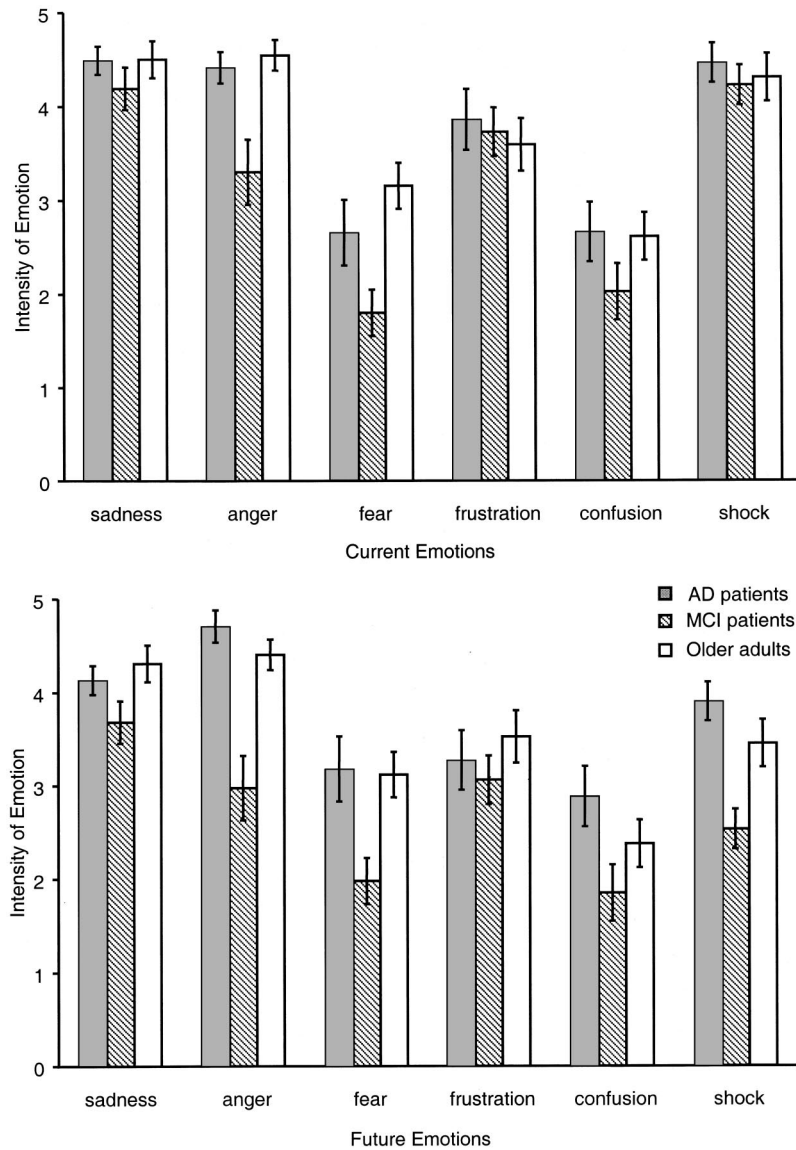 5
4
3
2
1
0
Intensity of Emotion
sadness anger fear frustration confusion shock
Current Emotions
AD patients
MCI patients
Older adults
5
4
3
2
1
0
Intensity of Emotion
sadness anger fear frustration confusion shock
Future Emotions